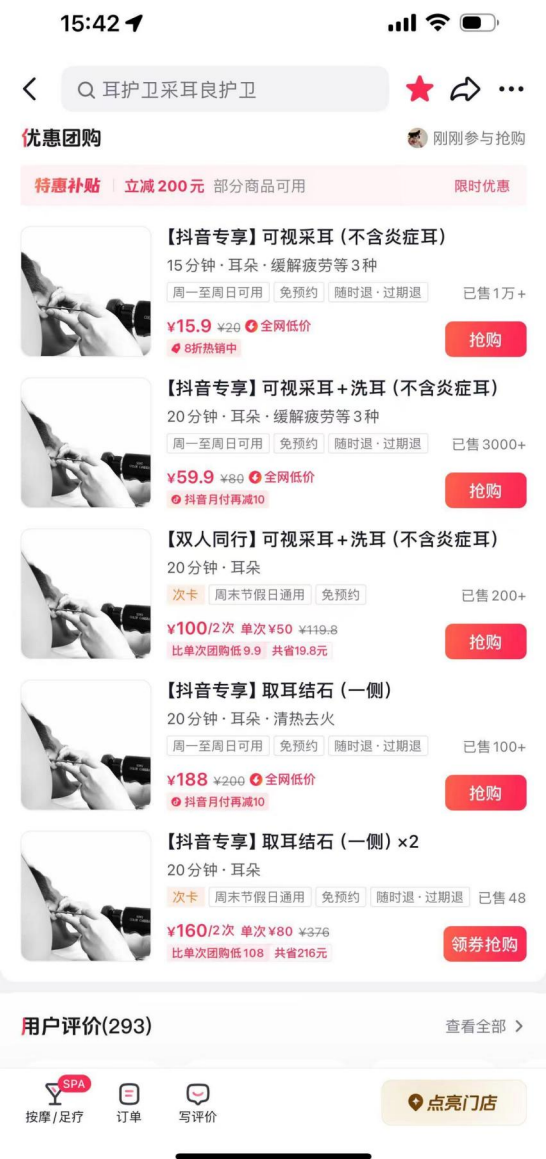 15:42
耳护卫采耳良护卫
优惠团购
刚刚参与抢购
特惠补贴 立减200元 部分商品可用 限时优惠
【抖音专享】可视采耳（不含炎症耳）
15分钟·耳朵·缓解疲劳等3种
周一至周日可用 免预约 随时退·过期退 已售1万+
¥15.9 ¥20 全网低价
8折热销中
抢购
【抖音专享】可视采耳+洗耳（不含炎症耳）
20分钟·耳朵·缓解疲劳等3种
周一至周日可用 免预约 随时退·过期退 已售3000+
¥59.9 ¥80 全网低价
抖音月付再减10
抢购
【双人同行】可视采耳+洗耳（不含炎症耳）
20分钟·耳朵
次卡 周末节假日通用 免预约 已售200+
¥100/2次 单次¥50 ¥119.8
比单次团购低9.9 共省19.8元
抢购
【抖音专享】取耳结石（一侧）
20分钟·耳朵·清热去火
周一至周日可用 免预约 随时退·过期退 已售100+
¥188 ¥200 全网低价
抖音月付再减10
抢购
【抖音专享】取耳结石（一侧）×2
20分钟·耳朵
次卡 周末节假日通用 免预约 随时退·过期退 已售48
¥160/2次 单次¥80 ¥376
比单次团购低108 共省216元
领券抢购
用户评价(293) 查看全部
SPA
按摩/足疗 订单 写评价 点亮门店